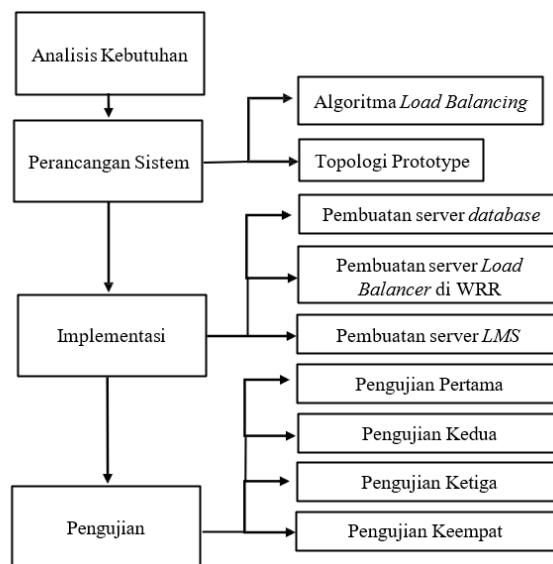 Analisis Kebutuhan
Perancangan Sistem
Algoritma Load Balancing
Topologi Prototype
Implementasi
Pembuatan server database
Pembuatan server Load
Balancer di WRR
Pembuatan server LMS
Pengujian
Pengujian Pertama
Pengujian Kedua
Pengujian Ketiga
Pengujian Keempat